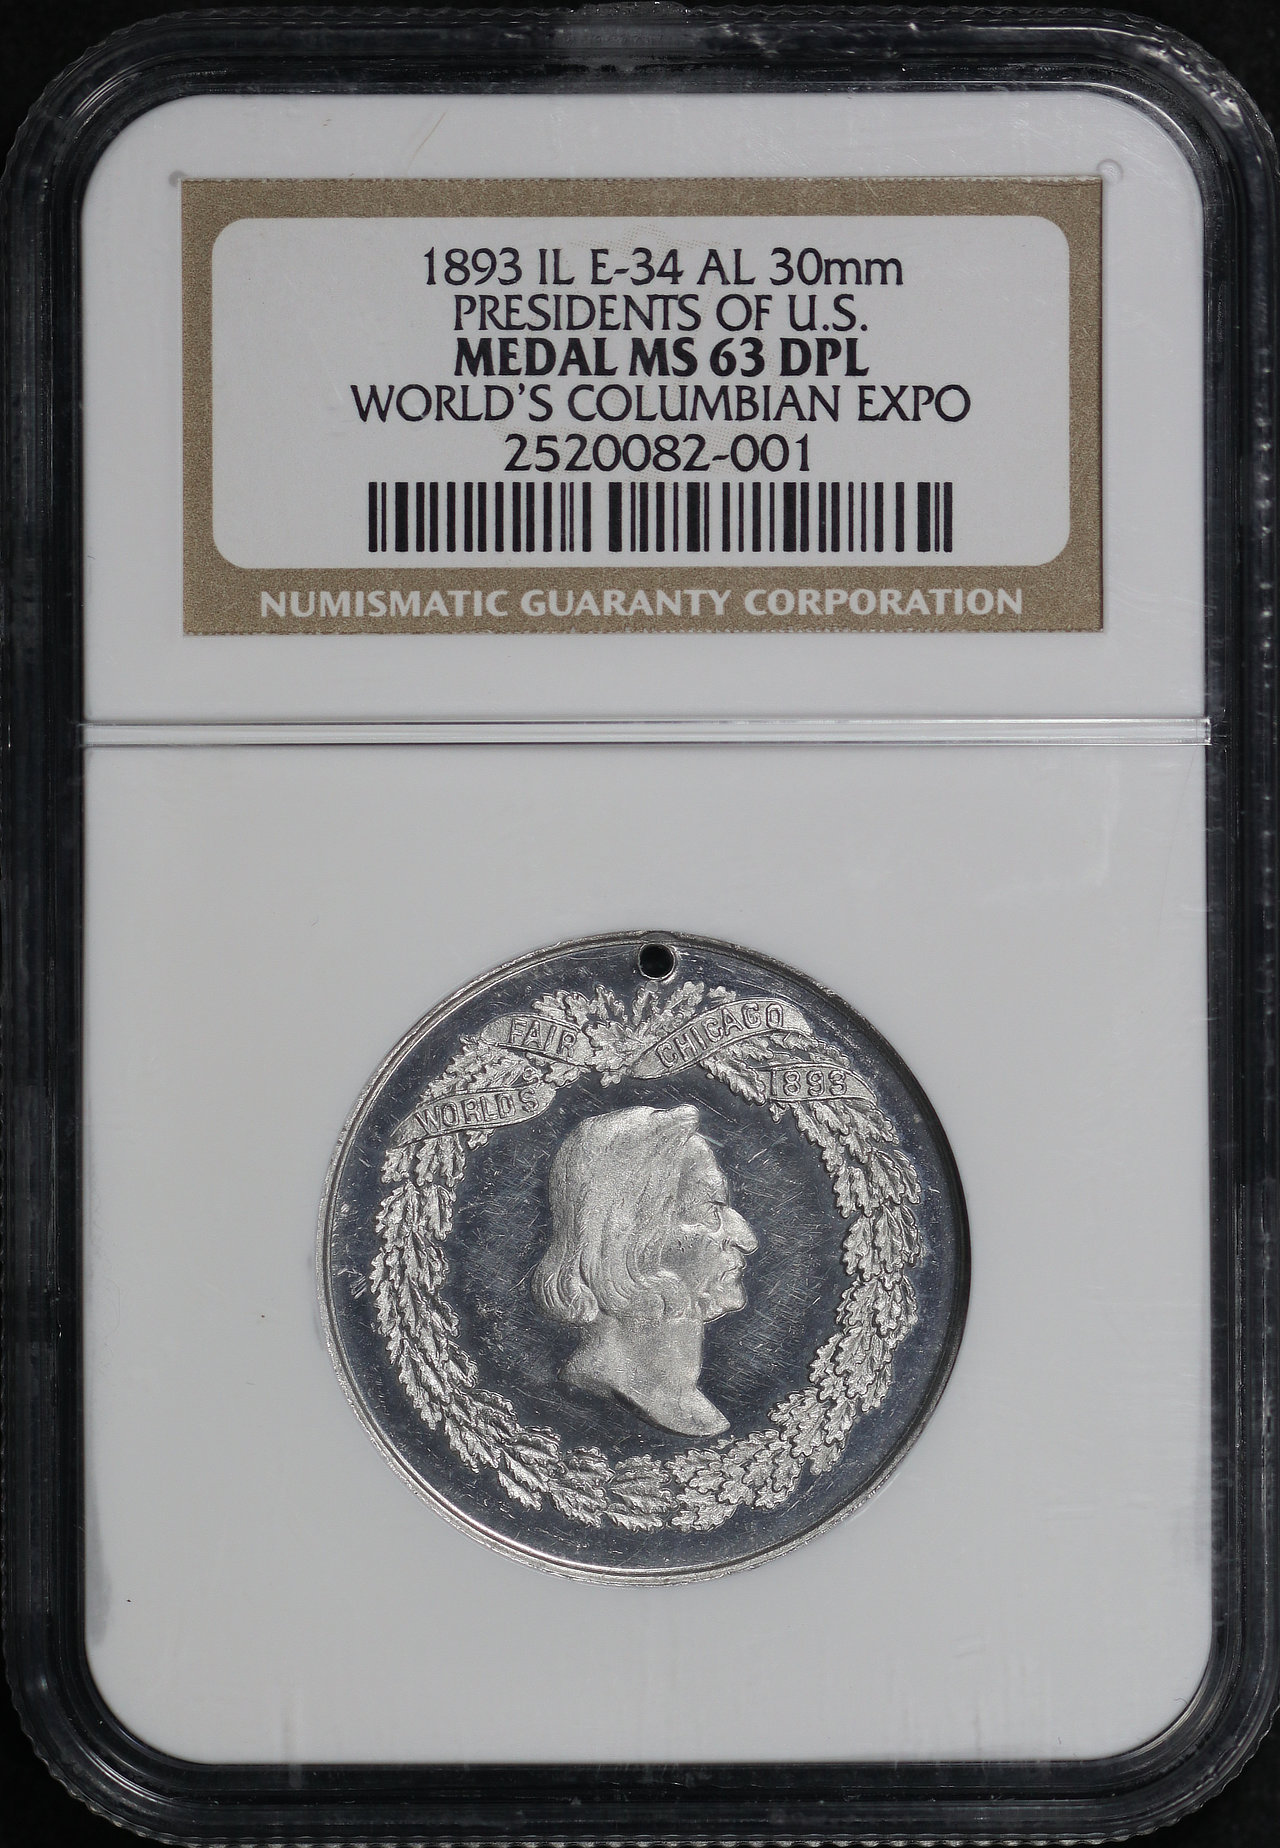 1893 IL E-34 AL 30mm
PRESIDENTS OF U.S.
MEDAL MS 63 DPL
WORLD'S COLUMBIAN EXPO
2520082-001
NUMISMATIC GUARANTY CORPORATION
WORLDS FAIR CHICAGO 1893